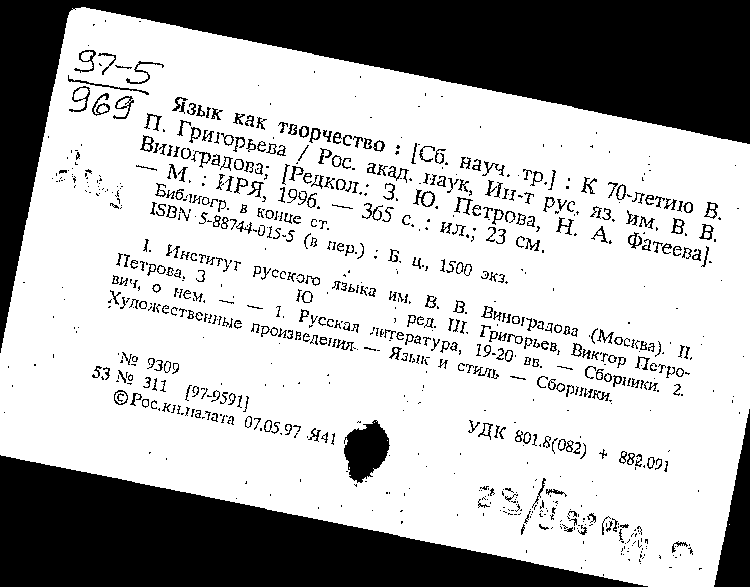 97-5
969
Язык как творчество : [Сб. науч. тр.] : К 70-летию В.
П. Григорьева / Рос. акад. наук, Ин-т рус. яз. им. В. В.
Виноградова; [Редкол.: З. Ю. Петрова, Н. А. Фатеева].
— М. : ИРЯ, 1996. — 365 с. : ил.; 23 см.
Библиогр. в конце ст.
ISBN 5-88744-015-5 (в пер.) : Б. ц., 1500 экз.
I. Институт русского языка им. В. В. Виноградова (Москва). II.
Петрова, З Ю , ред. III. Григорьев, Виктор Петро-
вич, о нем. — — 1. Русская литература, 19-20 вв. — Сборники. 2.
Художественные произведения — Язык и стиль — Сборники.
№ 9309
53 № 311 [97-9591]
©Рос.кн.палата 07.05.97 Я41
УДК 801.8(082) + 882.091